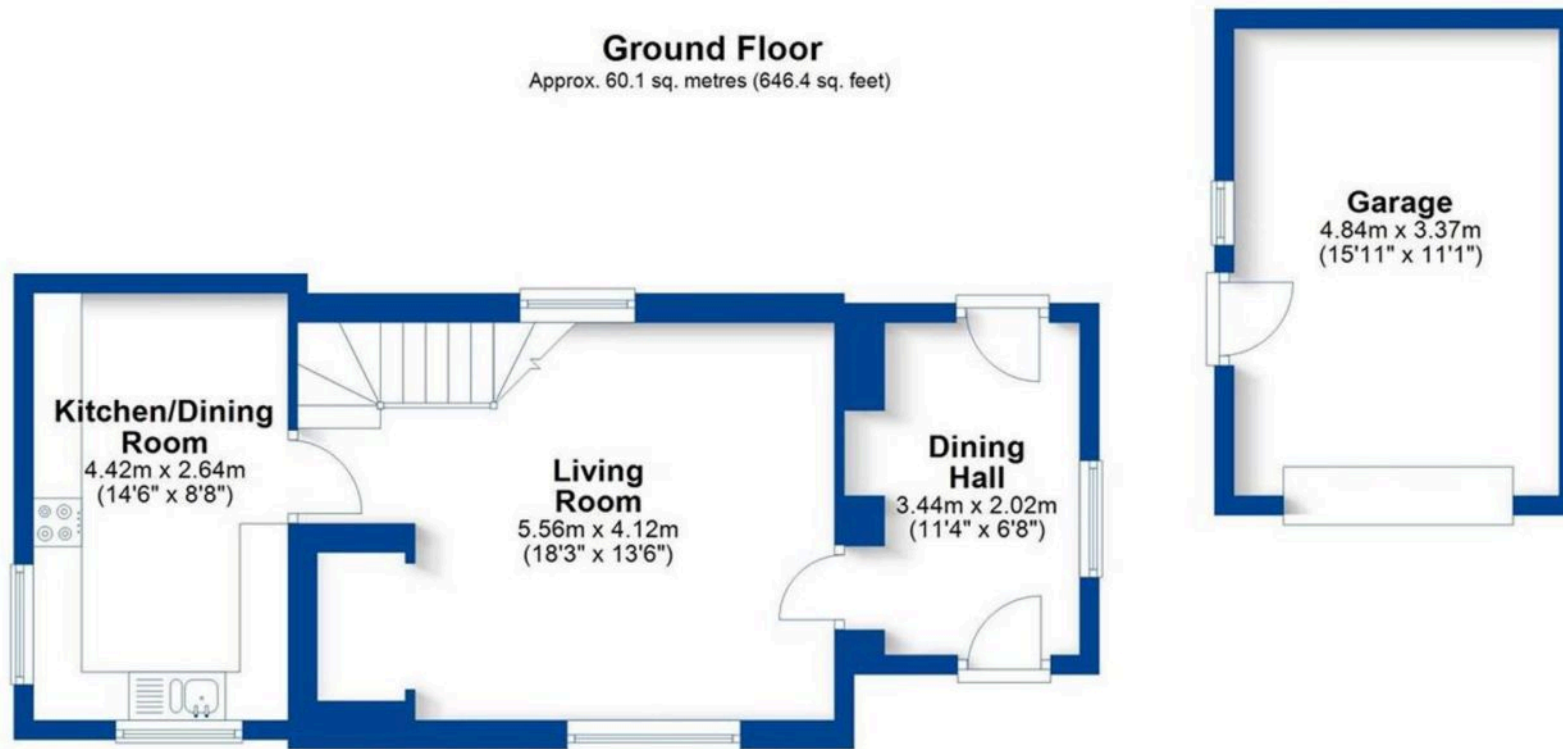 Ground Floor
Approx. 60.1 sq. metres (646.4 sq. feet)
Garage
4.84m x 3.37m
(15'11" x 11'1")
Kitchen/Dining
Room
4.42m x 2.64m
(14'6" x 8'8")
Living
Room
5.56m x 4.12m
(18'3" x 13'6")
Dining
Hall
3.44m x 2.02m
(11'4" x 6'8")